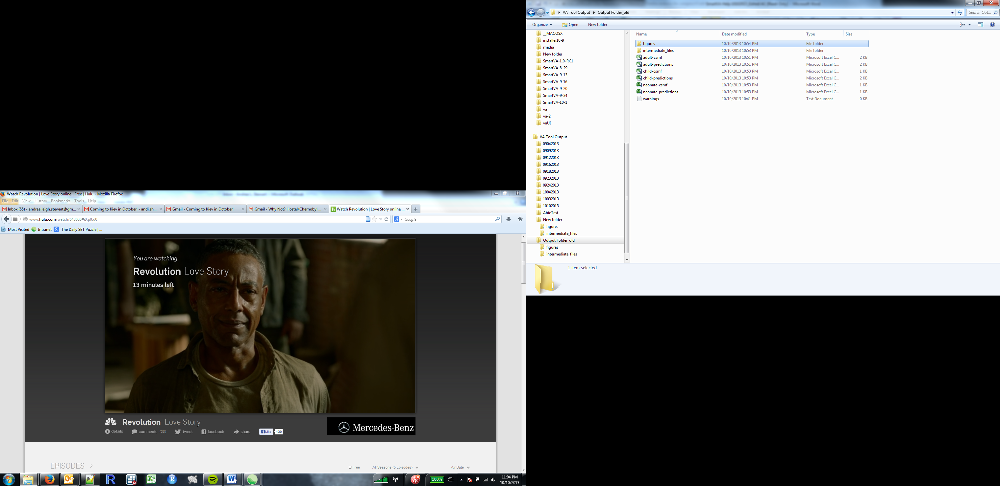 VA Tool Output ▸ Output Folder_old
Search Out...
Organize
Open
New folder
__MACOSX
installer10-9
media
New folder
SmartVA-1.0-RC1
SmartVA-8-29
SmartVA-9-13
SmartVA-9-16
SmartVA-9-20
SmartVA-9-24
SmartVA-10-1
va
va-2
vaUI
VA Tool Output
09042013
09092013
09122013
09162013
09182013
09232013
09242013
10042013
10092013
10102013
AbieTest
New folder
figures
intermediate_files
Output Folder_old
figures
intermediate_files
Name Date modified Type Size
figures 10/10/2013 10:54 PM File folder
intermediate_files 10/10/2013 10:53 PM File folder
adult-csmf 10/10/2013 10:51 PM Microsoft Excel C... 2 KB
adult-predictions 10/10/2013 10:51 PM Microsoft Excel C... 2 KB
child-csmf 10/10/2013 10:53 PM Microsoft Excel C... 1 KB
child-predictions 10/10/2013 10:53 PM Microsoft Excel C... 2 KB
neonate-csmf 10/10/2013 10:53 PM Microsoft Excel C... 1 KB
neonate-predictions 10/10/2013 10:53 PM Microsoft Excel C... 1 KB
warnings 10/10/2013 10:41 PM Text Document 0 KB
1 item selected
Watch Revolution | Love Story online | Free | Hulu - Mozilla Firefox
File Edit View History Bookmarks Tools Help
Inbox (65) - andrea.leigh.stewart@gm... Coming to Kiev in October! - andi.sh... Gmail - Coming to Kiev in October! Gmail - Why Not? Hostel/Chernobyl ... Watch Revolution | Love Story online ...
www.hulu.com/watch/543505#i0,p0,d0
Google
Most Visited Intranet The Daily SET Puzzle | ...
You are watching
Revolution Love Story
13 minutes left
Revolution Love Story
details comments (38) tweet facebook share Like 130
Mercedes-Benz
EPISODES
Free All Seasons (5 Episodes) Air Date
100%
11:04 PM
10/10/2013